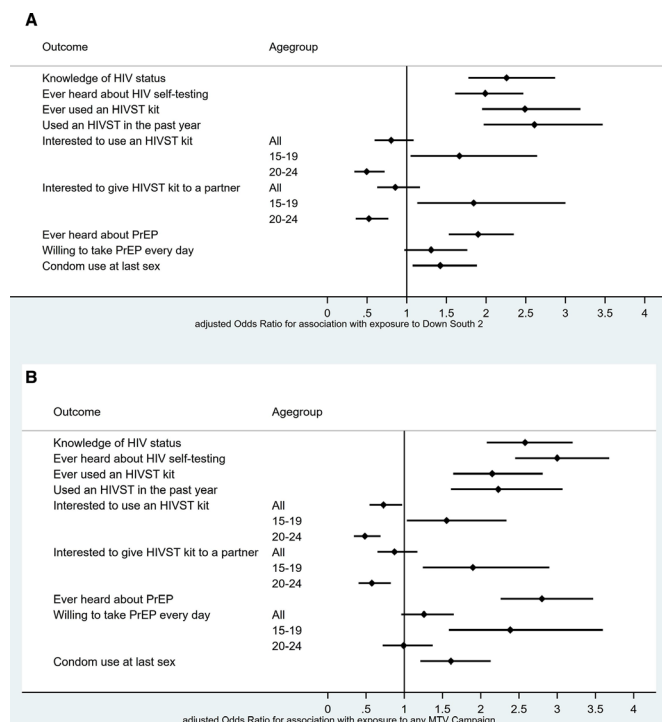 A
Outcome Agegroup
Knowledge of HIV status
Ever heard about HIV self-testing
Ever used an HIVST kit
Used an HIVST in the past year
Interested to use an HIVST kit All
15-19
20-24
Interested to give HIVST kit to a partner All
15-19
20-24
Ever heard about PrEP
Willing to take PrEP every day
Condom use at last sex
0 .5 1 1.5 2 2.5 3 3.5 4
adjusted Odds Ratio for association with exposure to Down South 2
B
Outcome Agegroup
Knowledge of HIV status
Ever heard about HIV self-testing
Ever used an HIVST kit
Used an HIVST in the past year
Interested to use an HIVST kit All
15-19
20-24
Interested to give HIVST kit to a partner All
15-19
20-24
Ever heard about PrEP
Willing to take PrEP every day All
15-19
20-24
Condom use at last sex
0 .5 1 1.5 2 2.5 3 3.5 4
adjusted Odds Ratio for association with exposure to any MTV Campaign